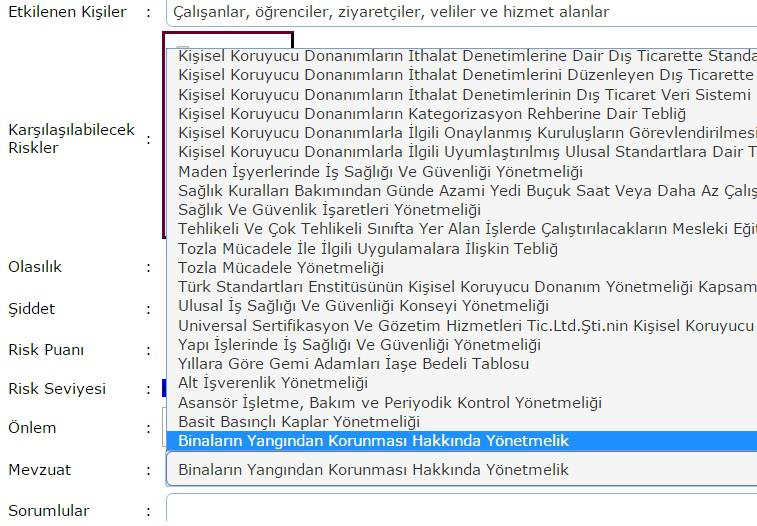 Etkilenen Kişiler : Çalışanlar, öğrenciler, ziyaretçiler, veliler ve hizmet alanlar
Karşılaşılabilecek Riskler :
Kişisel Koruyucu Donanımların İthalat Denetimlerine Dair Dış Ticarette Standa
Kişisel Koruyucu Donanımların İthalat Denetimlerini Düzenleyen Dış Ticarette
Kişisel Koruyucu Donanımların İthalat Denetimlerinin Dış Ticaret Veri Sistemi
Kişisel Koruyucu Donanımların Kategorizasyon Rehberine Dair Tebliğ
Kişisel Koruyucu Donanımlarla İlgili Onaylanmış Kuruluşların Görevlendirilmesi
Kişisel Koruyucu Donanımlarla İlgili Uyumlaştırılmış Ulusal Standartlara Dair T
Maden İşyerlerinde İş Sağlığı Ve Güvenliği Yönetmeliği
Sağlık Kuralları Bakımından Günde Azami Yedi Buçuk Saat Veya Daha Az Çalış
Sağlık Ve Güvenlik İşaretleri Yönetmeliği
Tehlikeli Ve Çok Tehlikeli Sınıfta Yer Alan İşlerde Çalıştırılacakların Mesleki Eğit
Tozla Mücadele İle İlgili Uygulamalara İlişkin Tebliğ
Tozla Mücadele Yönetmeliği
Türk Standartları Enstitüsünün Kişisel Koruyucu Donanım Yönetmeliği Kapsam
Ulusal İş Sağlığı Ve Güvenliği Konseyi Yönetmeliği
Universal Sertifikasyon Ve Gözetim Hizmetleri Tic.Ltd.Şti.nin Kişisel Koruyucu
Yapı İşlerinde İş Sağlığı Ve Güvenliği Yönetmeliği
Yıllara Göre Gemi Adamları İaşe Bedeli Tablosu
Alt İşverenlik Yönetmeliği
Asansör İşletme, Bakım ve Periyodik Kontrol Yönetmeliği
Basit Basınçlı Kaplar Yönetmeliği
Binaların Yangından Korunması Hakkında Yönetmelik
Olasılık :
Şiddet :
Risk Puanı :
Risk Seviyesi :
Önlem :
Mevzuat : Binaların Yangından Korunması Hakkında Yönetmelik
Sorumlular :